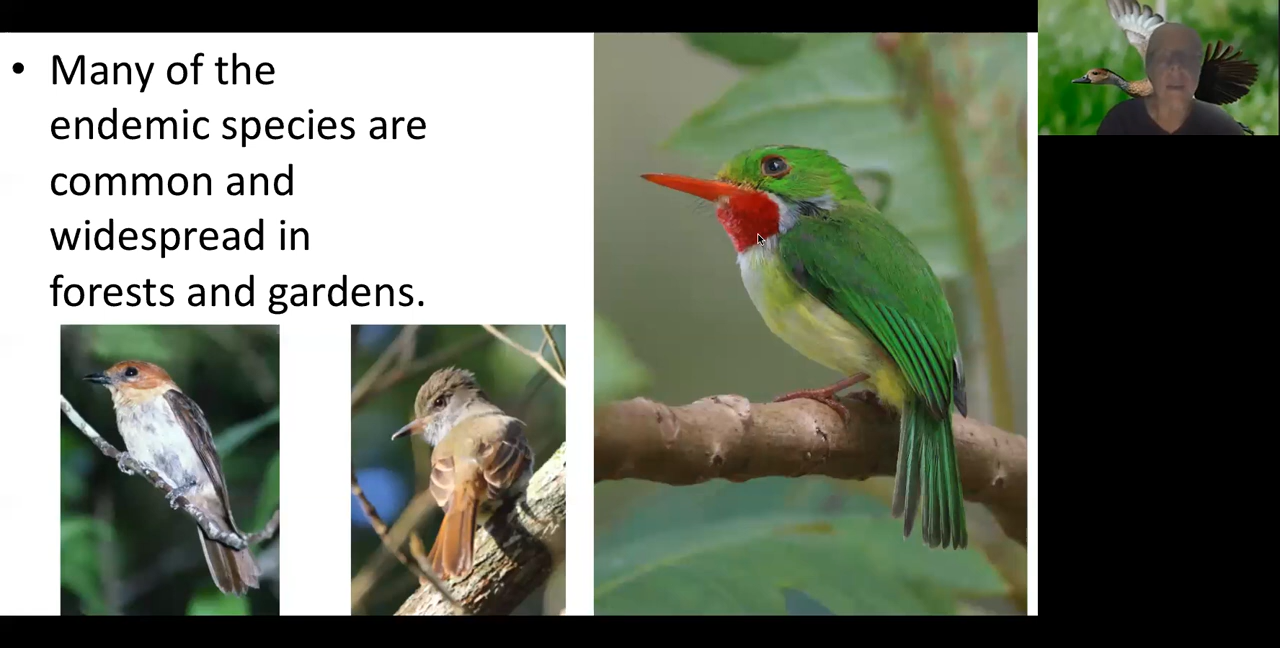 • Many of the
endemic species are
common and
widespread in
forests and gardens.